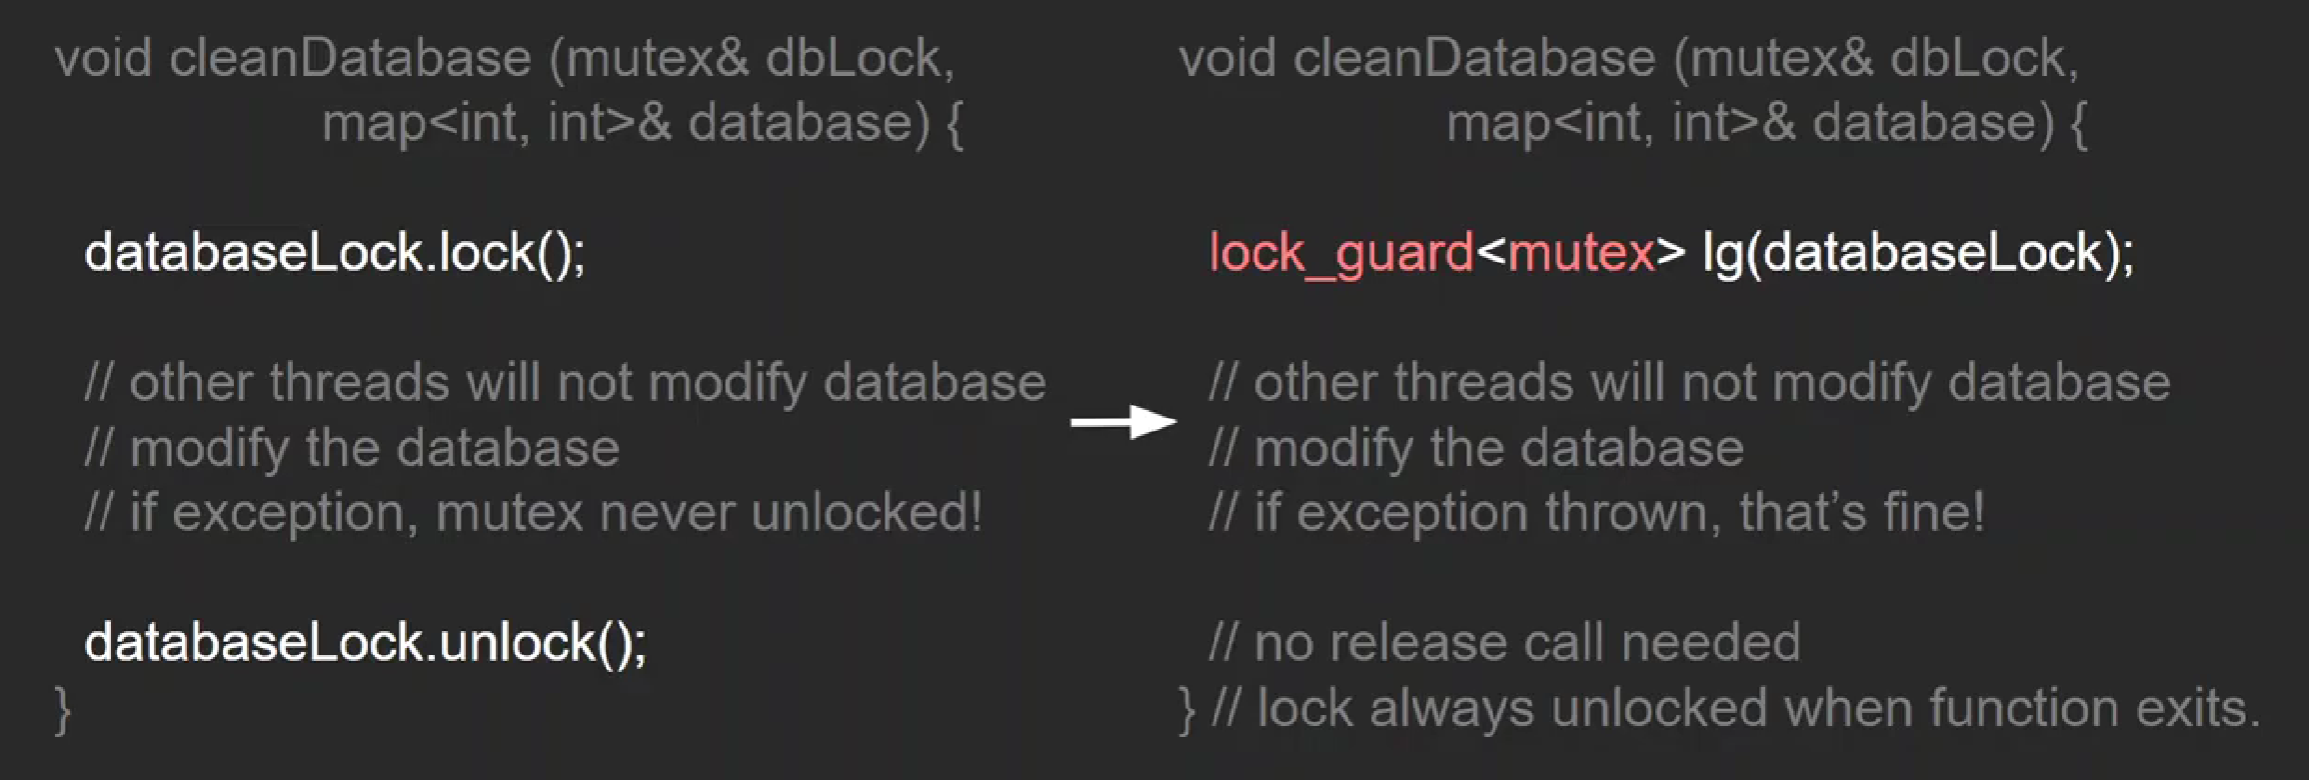 void cleanDatabase (mutex& dbLock,
map<int, int>& database) {
databaseLock.lock();
// other threads will not modify database
// modify the database
// if exception, mutex never unlocked!
databaseLock.unlock();
}
void cleanDatabase (mutex& dbLock,
map<int, int>& database) {
lock_guard<mutex> lg(databaseLock);
// other threads will not modify database
// modify the database
// if exception thrown, that’s fine!
// no release call needed
} // lock always unlocked when function exits.